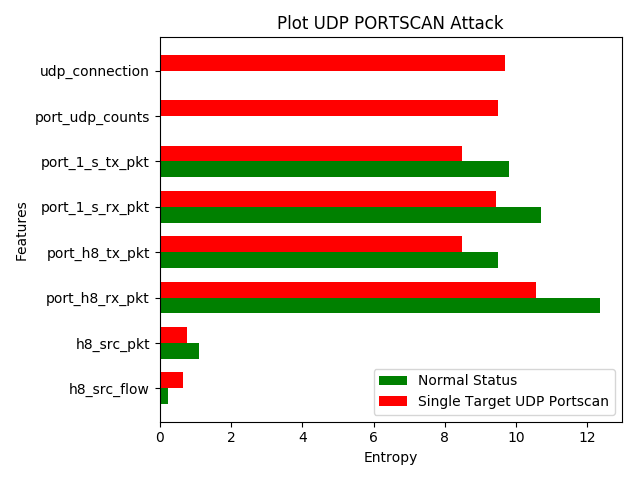 Plot UDP PORTSCAN Attack
udp_connection
port_udp_counts
port_1_s_tx_pkt
port_1_s_rx_pkt
port_h8_tx_pkt
port_h8_rx_pkt
h8_src_pkt
h8_src_flow
Features
Normal Status
Single Target UDP Portscan
0 2 4 6 8 10 12
Entropy